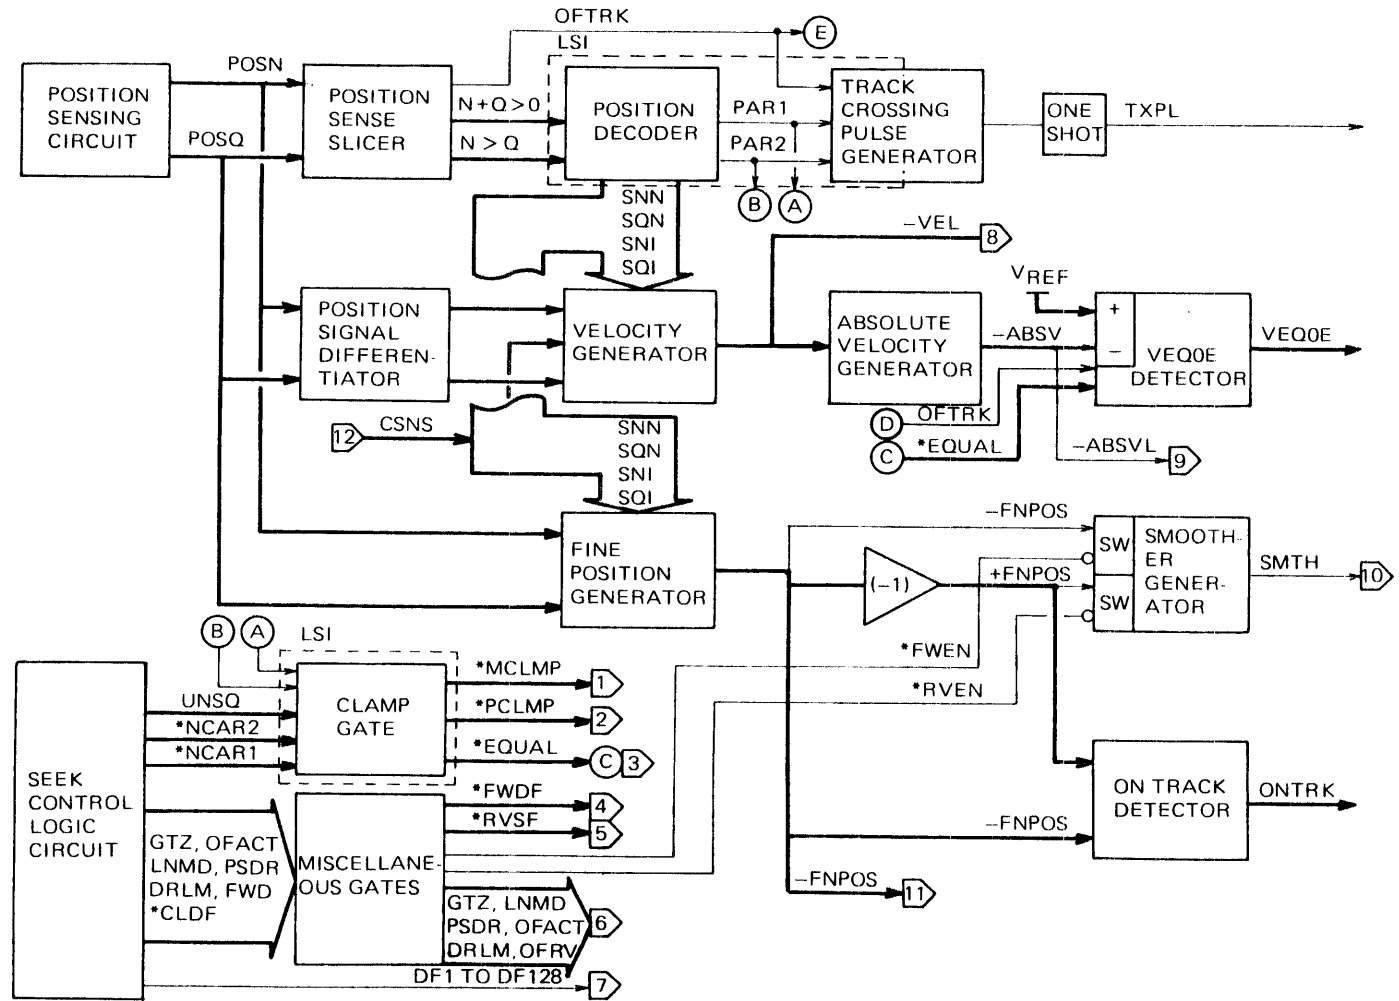 OFTRK
E
LSI
POSN
POSITION
SENSING
CIRCUIT
POSQ
POSITION
SENSE
SLICER
N+Q>0
N > Q
POSITION
DECODER
PAR1
PAR2
TRACK
CROSSING
PULSE
GENERATOR
ONE
SHOT
TXPL
B
A
SNN
SQN
SNI
SQI
-VEL
8
VREF
POSITION
SIGNAL
DIFFEREN-
TIATOR
VELOCITY
GENERATOR
ABSOLUTE
VELOCITY
GENERATOR
-ABSV
+
-
VEQ0E
DETECTOR
VEQ0E
12
CSNS
SNN
SQN
SNI
SQI
D
OFTRK
C
*EQUAL
-ABSVL
9
FINE
POSITION
GENERATOR
-FNPOS
(-1)
+FNPOS
SW
SW
SMOOTH-
ER
GENER-
ATOR
SMTH
10
*FWEN
*RVEN
B
A
LSI
UNSQ
*NCAR2
*NCAR1
CLAMP
GATE
*MCLMP
1
*PCLMP
2
*EQUAL
C
3
SEEK
CONTROL
LOGIC
CIRCUIT
GTZ, OFACT
LNMD, PSDR
DRLM, FWD
*CLDF
MISCELLANE-
OUS GATES
*FWDF
4
*RVSF
5
GTZ, LNMD
PSDR, OFACT
DRLM, OFRV
6
DF1 TO DF128
7
-FNPOS
ON TRACK
DETECTOR
ONTRK
-FNPOS
11